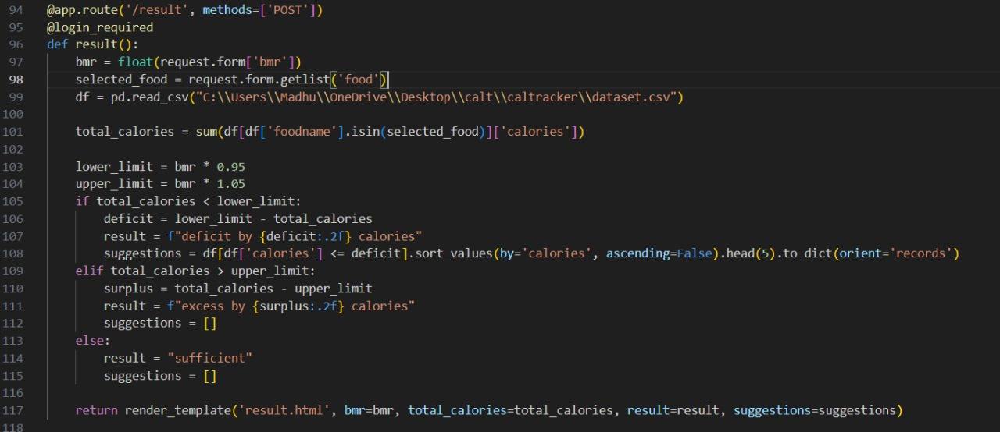 94 @app.route('/result', methods=['POST'])
95 @login_required
96 def result():
97     bmr = float(request.form['bmr'])
98     selected_food = request.form.getlist('food')
99     df = pd.read_csv("C:\\Users\\Madhu\\OneDrive\\Desktop\\calt\\caltracker\\dataset.csv")
100
101     total_calories = sum(df[df['foodname'].isin(selected_food)]['calories'])
102
103     lower_limit = bmr * 0.95
104     upper_limit = bmr * 1.05
105     if total_calories < lower_limit:
106         deficit = lower_limit - total_calories
107         result = f"deficit by {deficit:.2f} calories"
108         suggestions = df[df['calories'] <= deficit].sort_values(by='calories', ascending=False).head(5).to_dict(orient='records')
109     elif total_calories > upper_limit:
110         surplus = total_calories - upper_limit
111         result = f"excess by {surplus:.2f} calories"
112         suggestions = []
113     else:
114         result = "sufficient"
115         suggestions = []
116
117     return render_template('result.html', bmr=bmr, total_calories=total_calories, result=result, suggestions=suggestions)
118